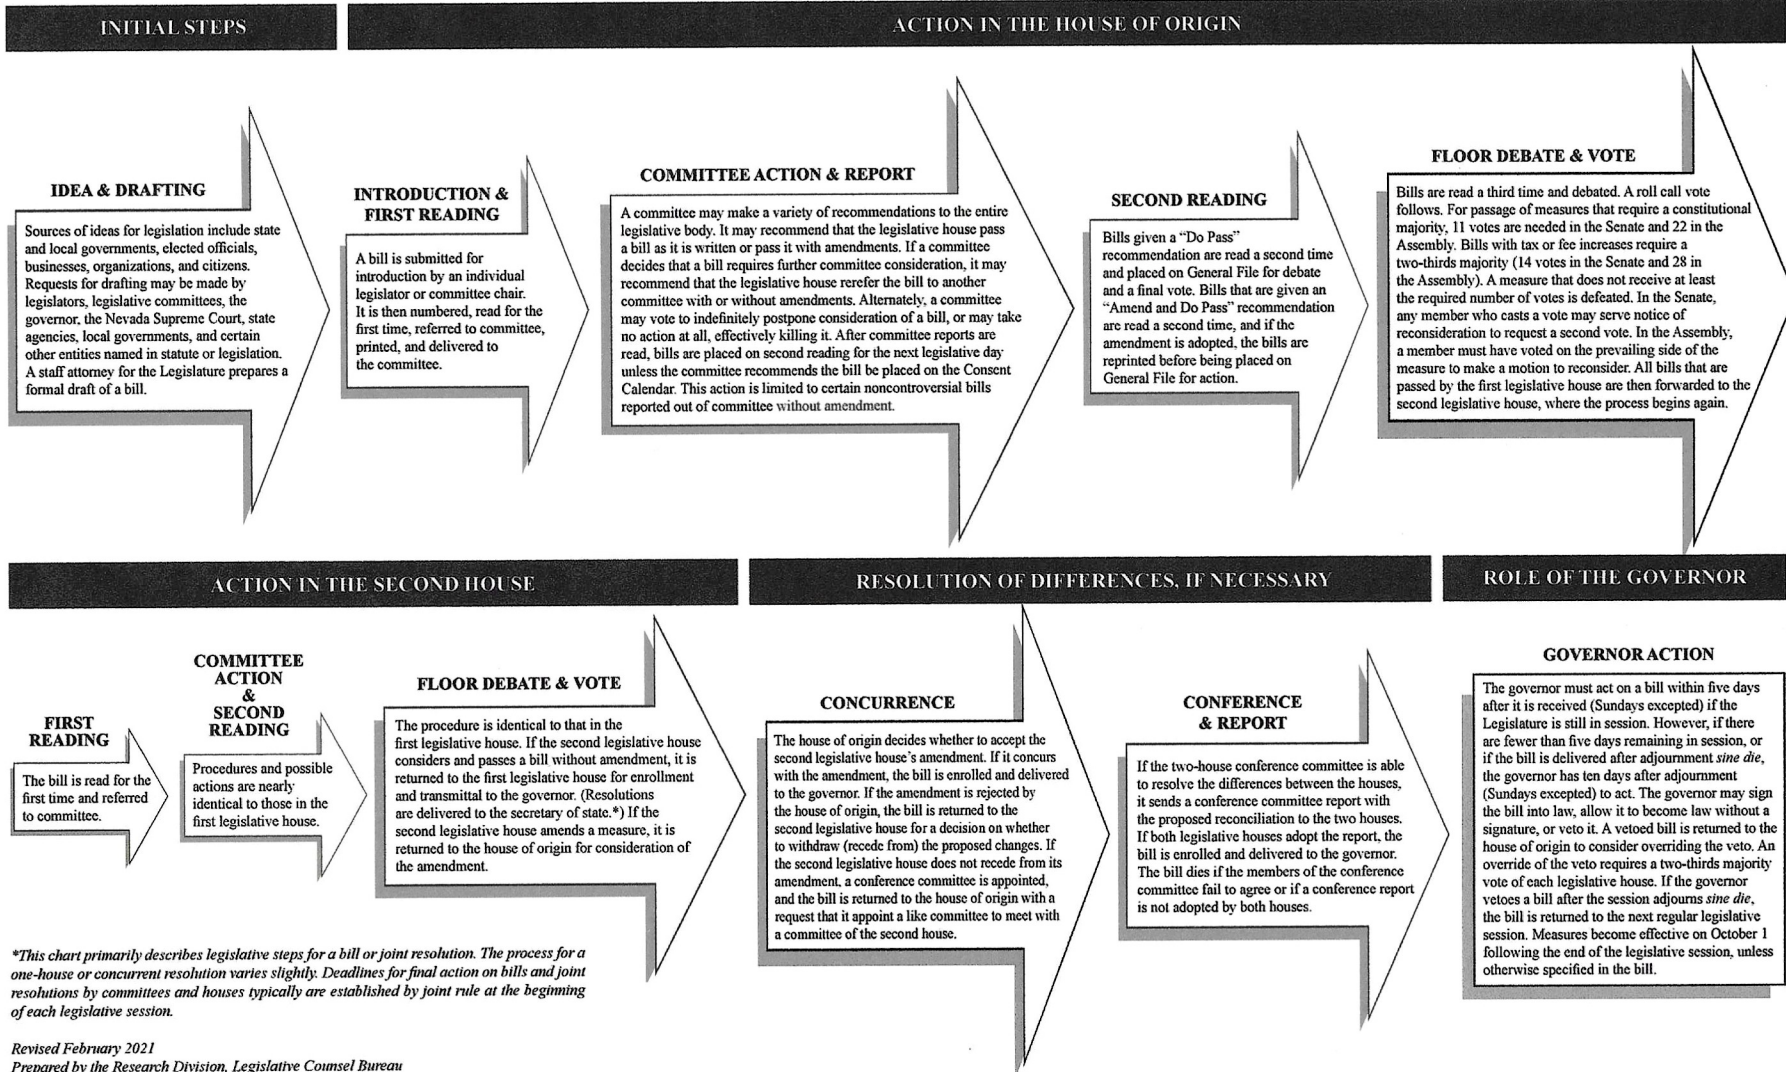 INITIAL STEPS
ACTION IN THE HOUSE OF ORIGIN
IDEA & DRAFTING
Sources of ideas for legislation include state
and local governments, elected officials,
businesses, organizations, and citizens.
Requests for drafting may be made by
legislators, legislative committees, the
governor, the Nevada Supreme Court, state
agencies, local governments, and certain
other entities named in statute or legislation.
A staff attorney for the Legislature prepares a
formal draft of a bill.
INTRODUCTION &
FIRST READING
A bill is submitted for
introduction by an individual
legislator or committee chair.
It is then numbered, read for the
first time, referred to committee,
printed, and delivered to
the committee.
COMMITTEE ACTION & REPORT
A committee may make a variety of recommendations to the entire
legislative body. It may recommend that the legislative house pass
a bill as it is written or pass it with amendments. If a committee
decides that a bill requires further committee consideration, it may
recommend that the legislative house rerefer the bill to another
committee with or without amendments. Alternately, a committee
may vote to indefinitely postpone consideration of a bill, or may take
no action at all, effectively killing it. After committee reports are
read, bills are placed on second reading for the next legislative day
unless the committee recommends the bill be placed on the Consent
Calendar. This action is limited to certain noncontroversial bills
reported out of committee without amendment.
SECOND READING
Bills given a “Do Pass”
recommendation are read a second time
and placed on General File for debate
and a final vote. Bills that are given an
“Amend and Do Pass” recommendation
are read a second time, and if the
amendment is adopted, the bills are
reprinted before being placed on
General File for action.
FLOOR DEBATE & VOTE
Bills are read a third time and debated. A roll call vote
follows. For passage of measures that require a constitutional
majority, 11 votes are needed in the Senate and 22 in the
Assembly. Bills with tax or fee increases require a
two-thirds majority (14 votes in the Senate and 28 in
the Assembly). A measure that does not receive at least
the required number of votes is defeated. In the Senate,
any member who casts a vote may serve notice of
reconsideration to request a second vote. In the Assembly,
a member must have voted on the prevailing side of the
measure to make a motion to reconsider. All bills that are
passed by the first legislative house are then forwarded to the
second legislative house, where the process begins again.
ACTION IN THE SECOND HOUSE
RESOLUTION OF DIFFERENCES, IF NECESSARY
ROLE OF THE GOVERNOR
FIRST
READING
The bill is read for the
first time and referred
to committee.
COMMITTEE
ACTION
&
SECOND
READING
Procedures and possible
actions are nearly
identical to those in the
first legislative house.
FLOOR DEBATE & VOTE
The procedure is identical to that in the
first legislative house. If the second legislative house
considers and passes a bill without amendment, it is
returned to the first legislative house for enrollment
and transmittal to the governor. (Resolutions
are delivered to the secretary of state.*) If the
second legislative house amends a measure, it is
returned to the house of origin for consideration of
the amendment.
CONCURRENCE
The house of origin decides whether to accept the
second legislative house's amendment. If it concurs
with the amendment, the bill is enrolled and delivered
to the governor. If the amendment is rejected by
the house of origin, the bill is returned to the
second legislative house for a decision on whether
to withdraw (recede from) the proposed changes. If
the second legislative house does not recede from its
amendment, a conference committee is appointed,
and the bill is returned to the house of origin with a
request that it appoint a like committee to meet with
a committee of the second house.
CONFERENCE
& REPORT
If the two-house conference committee is able
to resolve the differences between the houses,
it sends a conference committee report with
the proposed reconciliation to the two houses.
If both legislative houses adopt the report, the
bill is enrolled and delivered to the governor.
The bill dies if the members of the conference
committee fail to agree or if a conference report
is not adopted by both houses.
GOVERNOR ACTION
The governor must act on a bill within five days
after it is received (Sundays excepted) if the
Legislature is still in session. However, if there
are fewer than five days remaining in session, or
if the bill is delivered after adjournment sine die,
the governor has ten days after adjournment
(Sundays excepted) to act. The governor may sign
the bill into law, allow it to become law without a
signature, or veto it. A vetoed bill is returned to the
house of origin to consider overriding the veto. An
override of the veto requires a two-thirds majority
vote of each legislative house. If the governor
vetoes a bill after the session adjourns sine die,
the bill is returned to the next regular legislative
session. Measures become effective on October 1
following the end of the legislative session, unless
otherwise specified in the bill.
*This chart primarily describes legislative steps for a bill or joint resolution. The process for a
one-house or concurrent resolution varies slightly. Deadlines for final action on bills and joint
resolutions by committees and houses typically are established by joint rule at the beginning
of each legislative session.
Revised February 2021
Prepared by the Research Division, Legislative Counsel Bureau